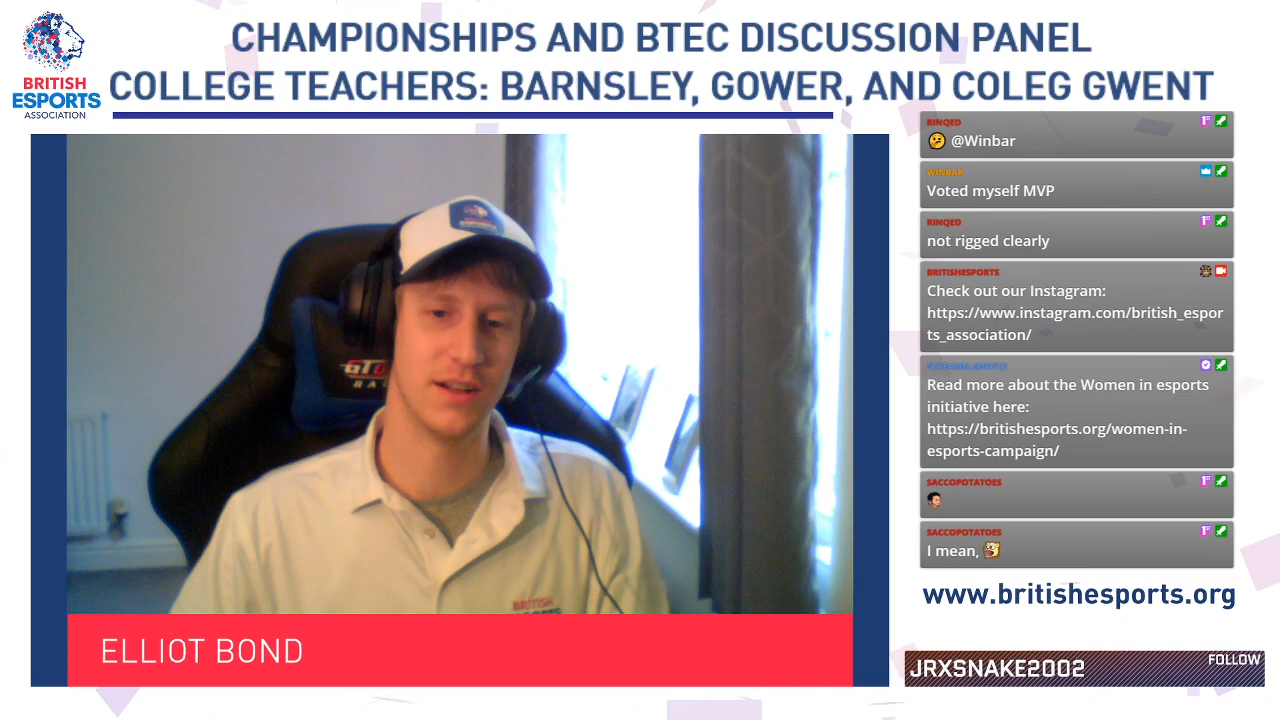 CHAMPIONSHIPS AND BTEC DISCUSSION PANEL
COLLEGE TEACHERS: BARNSLEY, GOWER, AND COLEG GWENT
BRITISH
ESPORTS
ASSOCIATION
RINQED
@Winbar
WINBAR
Voted myself MVP
RINQED
not rigged clearly
BRITISHESPORTS
Check out our Instagram:
https://www.instagram.com/british_espor
ts_association/
STREAMELEMENTS
Read more about the Women in esports
initiative here:
https://britishesports.org/women-in-
esports-campaign/
SACCOPOTATOES
SACCOPOTATOES
I mean,
www.britishesports.org
FOLLOW
JRXSNAKE2002
BRITISH
ELLIOT BOND